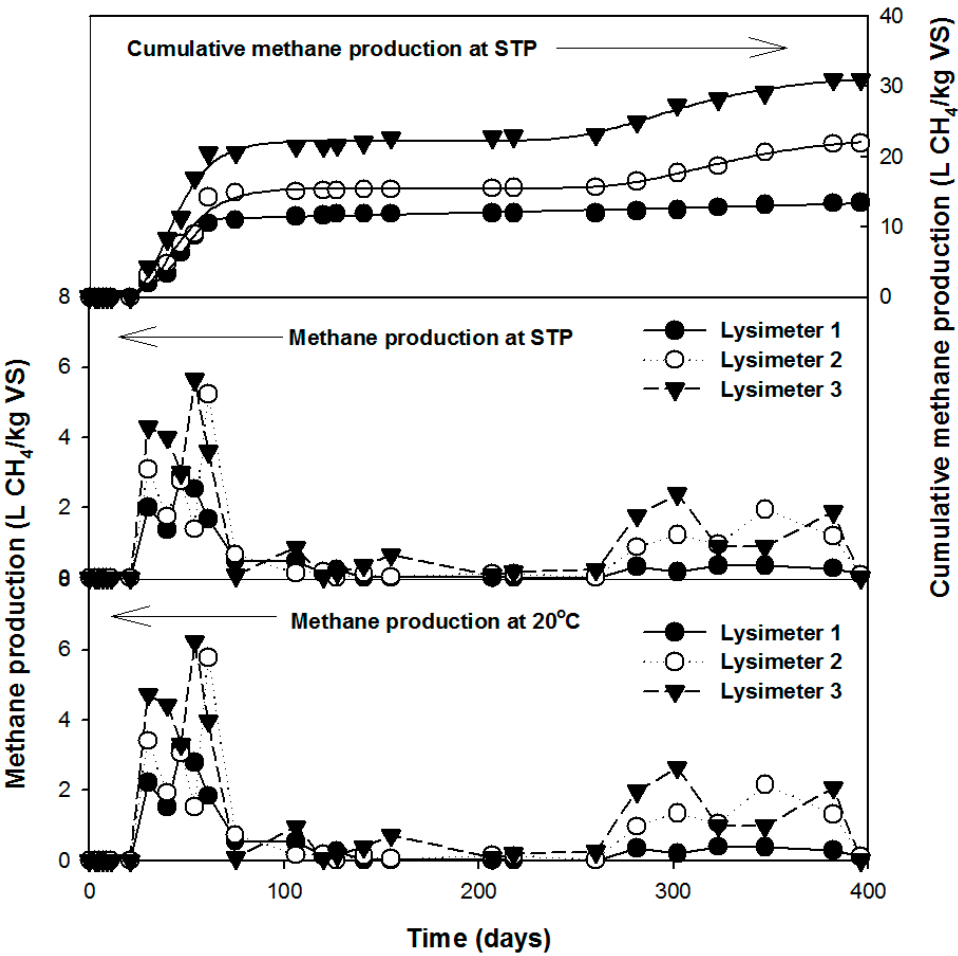 Cumulative methane production at STP
40
30
20
10
0
8
Methane production at STP
Lysimeter 1
Lysimeter 2
Lysimeter 3
6
4
2
0
8
Methane production at 20°C
Lysimeter 1
Lysimeter 2
Lysimeter 3
6
4
2
0
0
100
200
300
400
Time (days)
Methane production (L CH₄/kg VS)
Cumulative methane production (L CH₄/kg VS)